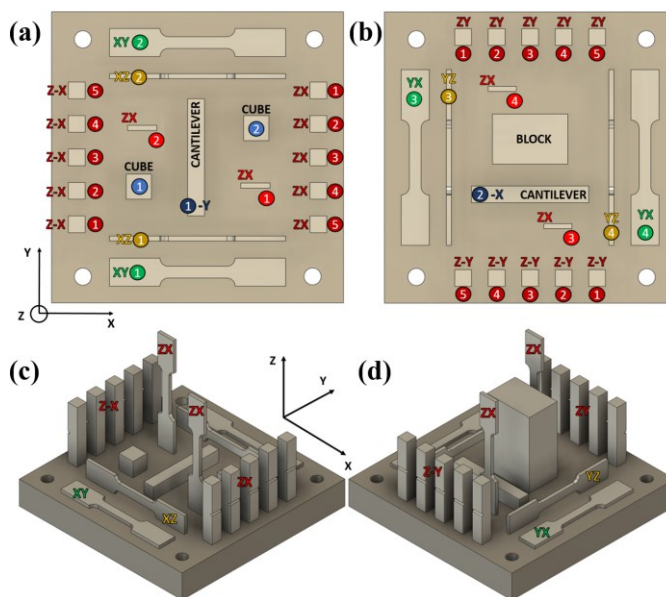 (a)
XY 2
XZ 2
Z-X 5
ZX 1
Z-X 4
ZX 2
ZX
2
CUBE
2
CANTILEVER
Z-X 3
ZX 3
CUBE
1
ZX
1
Z-X 2
ZX 4
1 -Y
Z-X 1
ZX 5
XZ 1
XY 1
Y
Z
X
(b)
ZY ZY ZY ZY ZY
1 2 3 4 5
YX
3
YZ
3
ZX
4
BLOCK
2 -X CANTILEVER
ZX
3
YZ
4
YX
4
Z-Y Z-Y Z-Y Z-Y Z-Y
5 4 3 2 1
(c)
ZX
Z-X
ZX
ZX
XY
XZ
Z
Y
X
(d)
ZX
ZX
ZY
Z-Y
YZ
YX